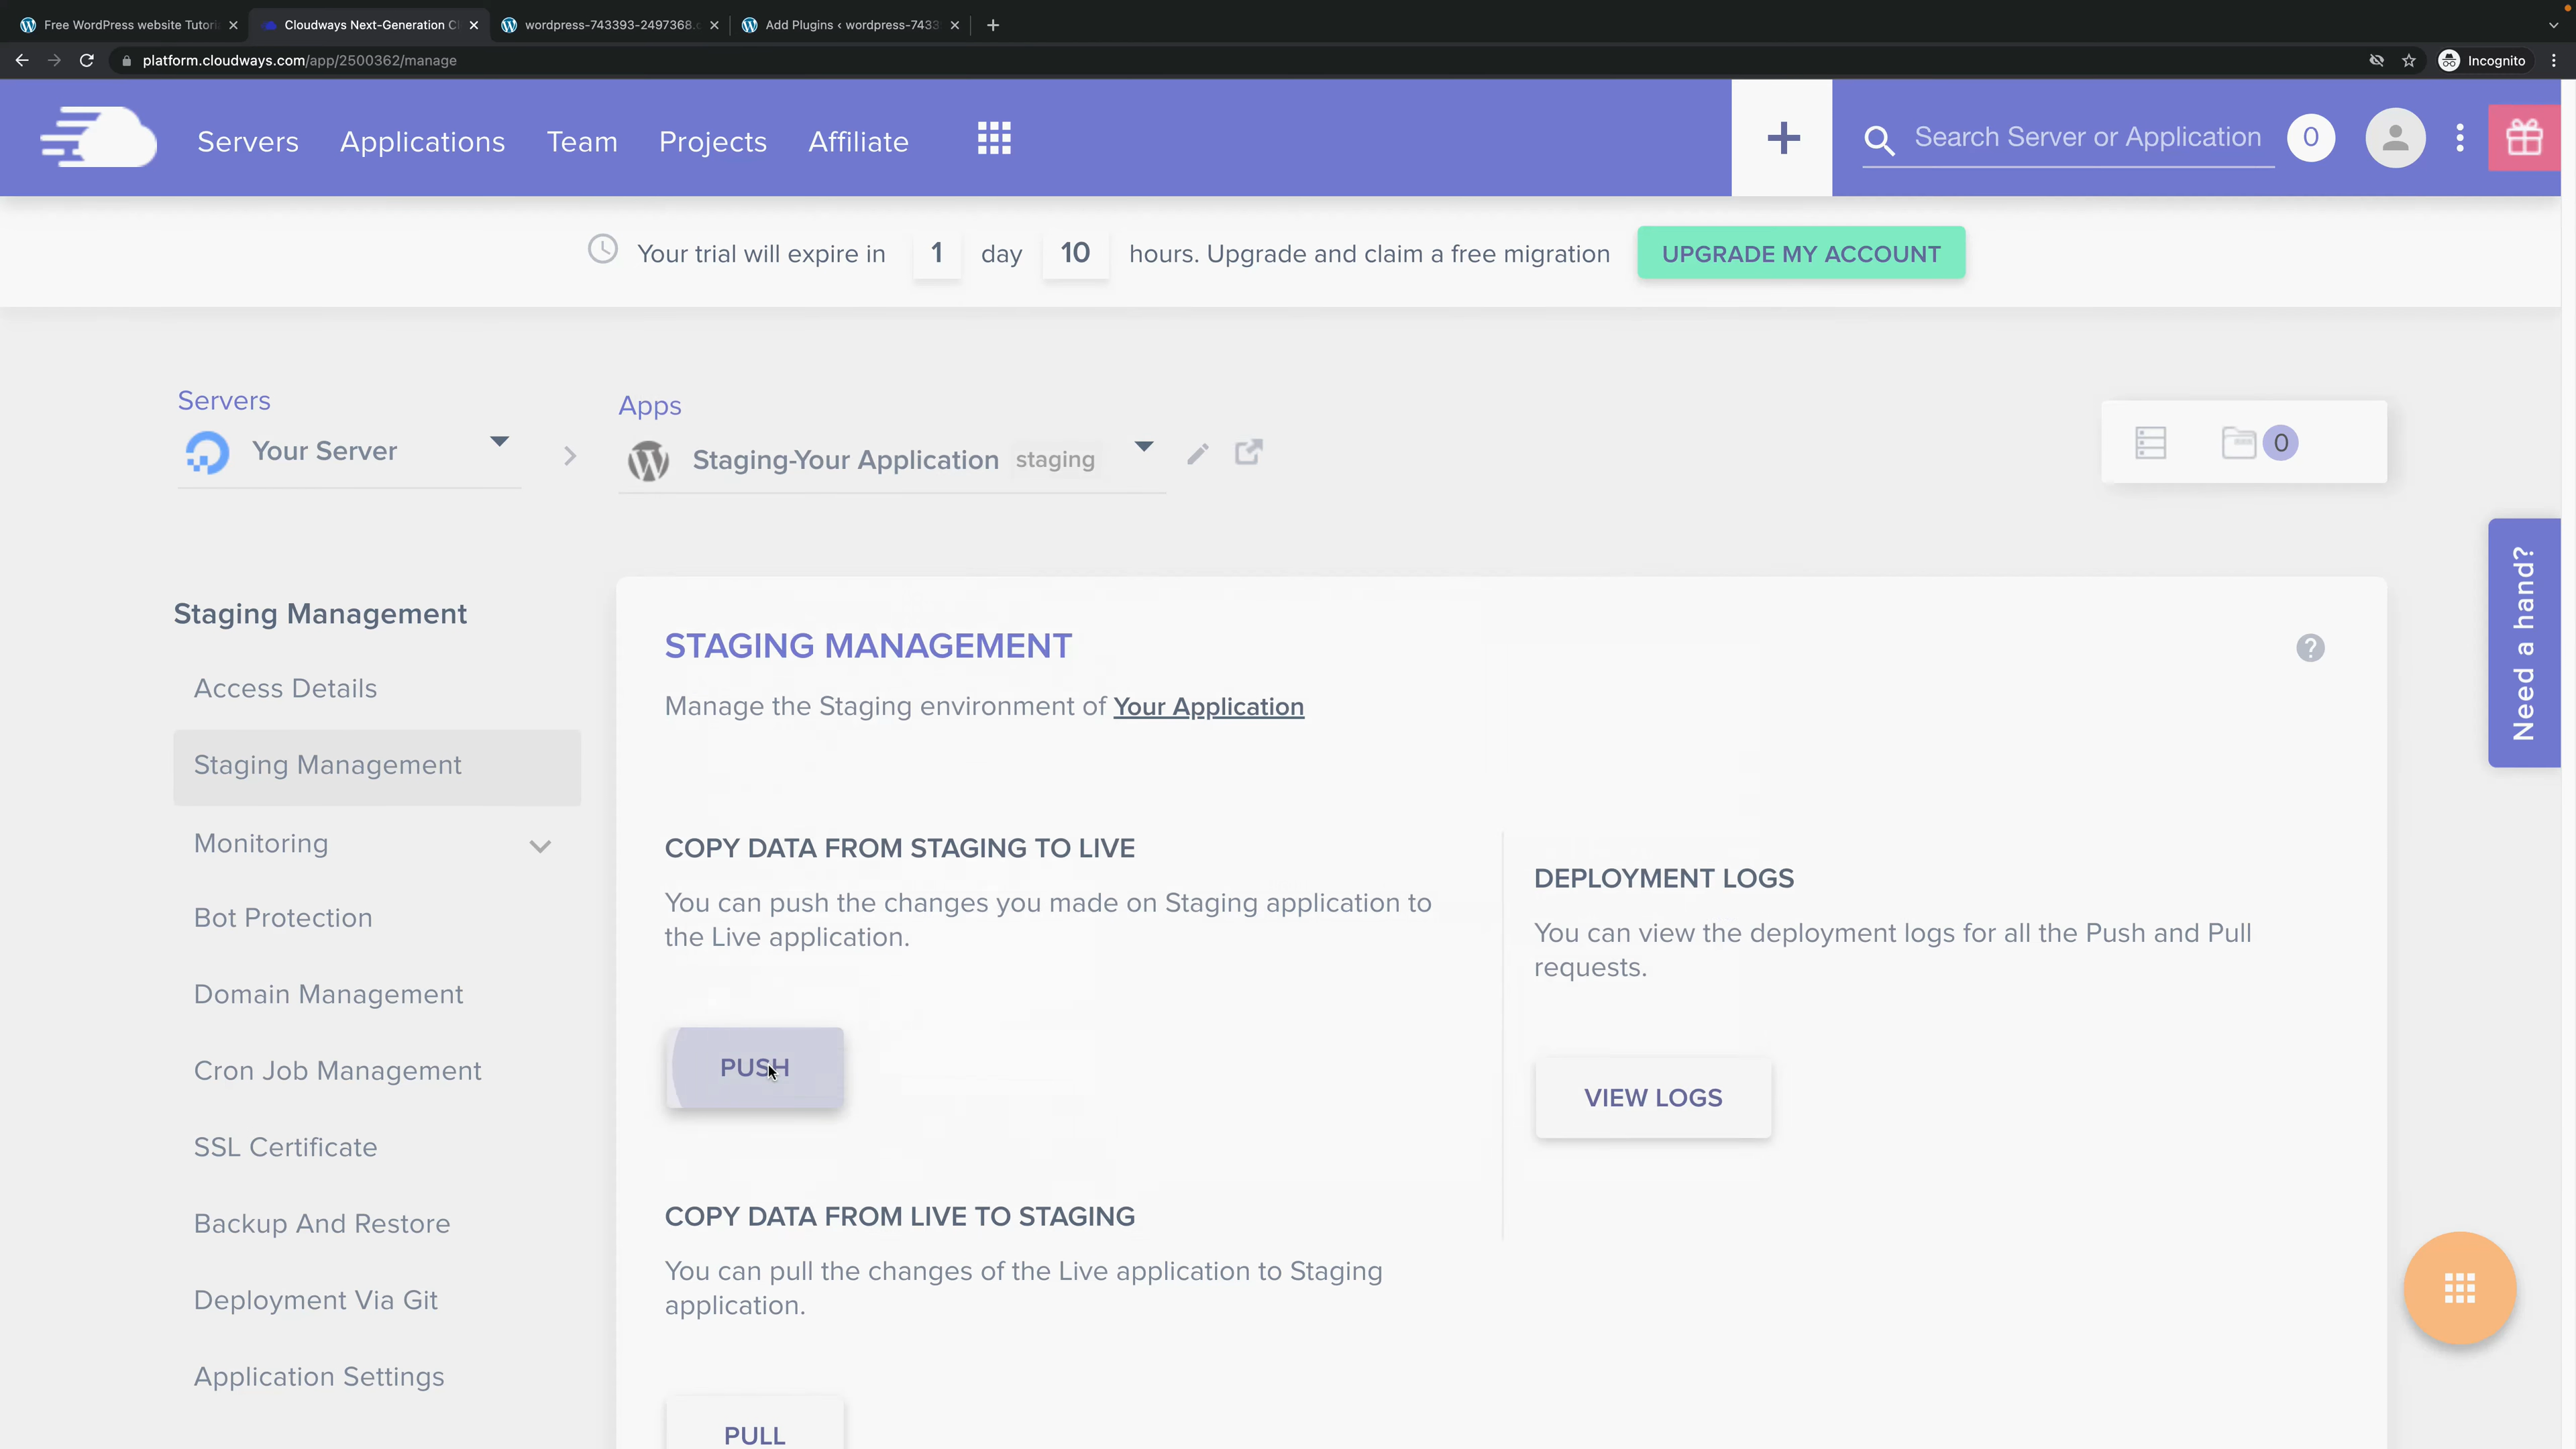 Free WordPress website Tutori
Cloudways Next-Generation C
wordpress-743393-2497368.c
Add Plugins ‹ wordpress-7433
platform.cloudways.com/app/2500362/manage
Incognito
Servers
Applications
Team
Projects
Affiliate
Search Server or Application
0
Your trial will expire in 1 day 10 hours. Upgrade and claim a free migration
UPGRADE MY ACCOUNT
Servers
Your Server
Apps
Staging-Your Application staging
0
Need a hand?
Staging Management
Access Details
Staging Management
Monitoring
Bot Protection
Domain Management
Cron Job Management
SSL Certificate
Backup And Restore
Deployment Via Git
Application Settings
STAGING MANAGEMENT
Manage the Staging environment of Your Application
COPY DATA FROM STAGING TO LIVE
You can push the changes you made on Staging application to
the Live application.
PUSH
DEPLOYMENT LOGS
You can view the deployment logs for all the Push and Pull
requests.
VIEW LOGS
COPY DATA FROM LIVE TO STAGING
You can pull the changes of the Live application to Staging
application.
PULL